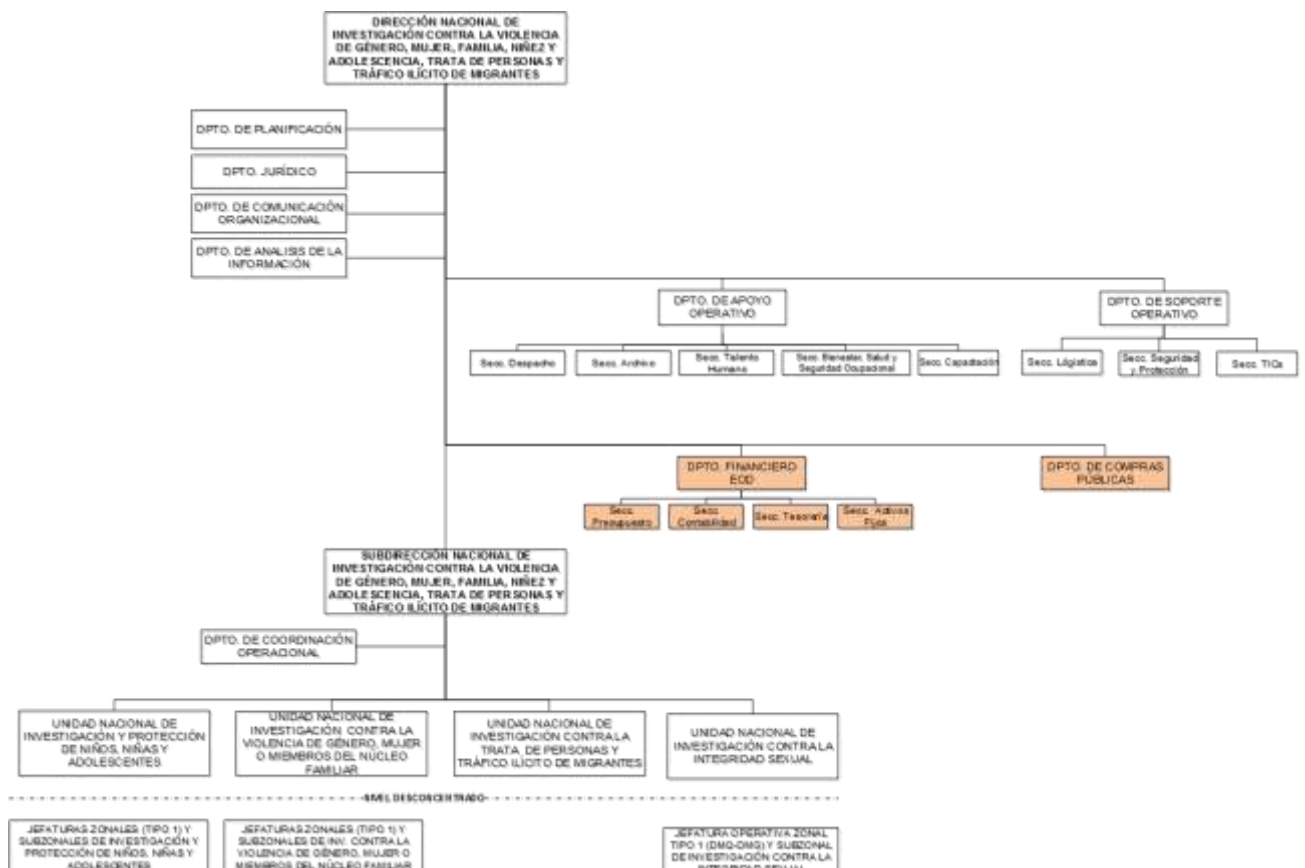 DIRECCIÓN NACIONAL DE
INVESTIGACIÓN CONTRA LA VIOLENCIA
DE GÉNERO, MUJER, FAMILIA, NIÑEZ Y
ADOLESCENCIA, TRATA DE PERSONAS Y
TRÁFICO ILÍCITO DE MIGRANTES
DPTO. DE PLANIFICACIÓN
DPTO. JURÍDICO
DPTO. DE COMUNICACIÓN
ORGANIZACIONAL
DPTO. DE ANALISIS DE LA
INFORMACIÓN
DPTO. DE APOYO
OPERATIVO
DPTO. DE SOPORTE
OPERATIVO
Secc. Despacho
Secc. Archivo
Secc. Talento
Humano
Secc. Bienestar, Salud y
Seguridad Ocupacional
Secc. Capacitación
Secc. Lógistica
Secc. Seguridad
y Protección
Secc. TICs
DPTO. FINANCIERO
EOD
DPTO. DE COMPRAS
PÚBLICAS
Secc.
Presupuesto
Secc.
Contabilidad
Secc. Tesorería
Secc. Activos
Fijos
SUBDIRECCIÓN NACIONAL DE
INVESTIGACIÓN CONTRA LA VIOLENCIA
DE GÉNERO, MUJER, FAMILIA, NIÑEZ Y
ADOLESCENCIA, TRATA DE PERSONAS Y
TRÁFICO ILÍCITO DE MIGRANTES
DPTO. DE COORDINACIÓN
OPERACIONAL
UNIDAD NACIONAL DE
INVESTIGACIÓN Y PROTECCIÓN
DE NIÑOS, NIÑAS Y
ADOLESCENTES
UNIDAD NACIONAL DE
INVESTIGACIÓN CONTRA LA
VIOLENCIA DE GÉNERO, MUJER
O MIEMBROS DEL NÚCLEO
FAMILIAR
UNIDAD NACIONAL DE
INVESTIGACIÓN CONTRA LA
TRATA DE PERSONAS Y
TRÁFICO ILÍCITO DE MIGRANTES
UNIDAD NACIONAL DE
INVESTIGACIÓN CONTRA LA
INTEGRIDAD SEXUAL
NIVEL DESCONCENTRADO
JEFATURAS ZONALES (TIPO 1) Y
SUBZONALES DE INVESTIGACIÓN Y
PROTECCIÓN DE NIÑOS, NIÑAS Y
ADOLESCENTES
JEFATURAS ZONALES (TIPO 1) Y
SUBZONALES DE INV. CONTRA LA
VIOLENCIA DE GÉNERO, MUJER O
MIEMBROS DEL NÚCLEO FAMILIAR
JEFATURA OPERATIVA ZONAL
TIPO 1 (DMQ-DMG) Y SUBZONAL
DE INVESTIGACIÓN CONTRA LA
INTEGRIDAD SEXUAL